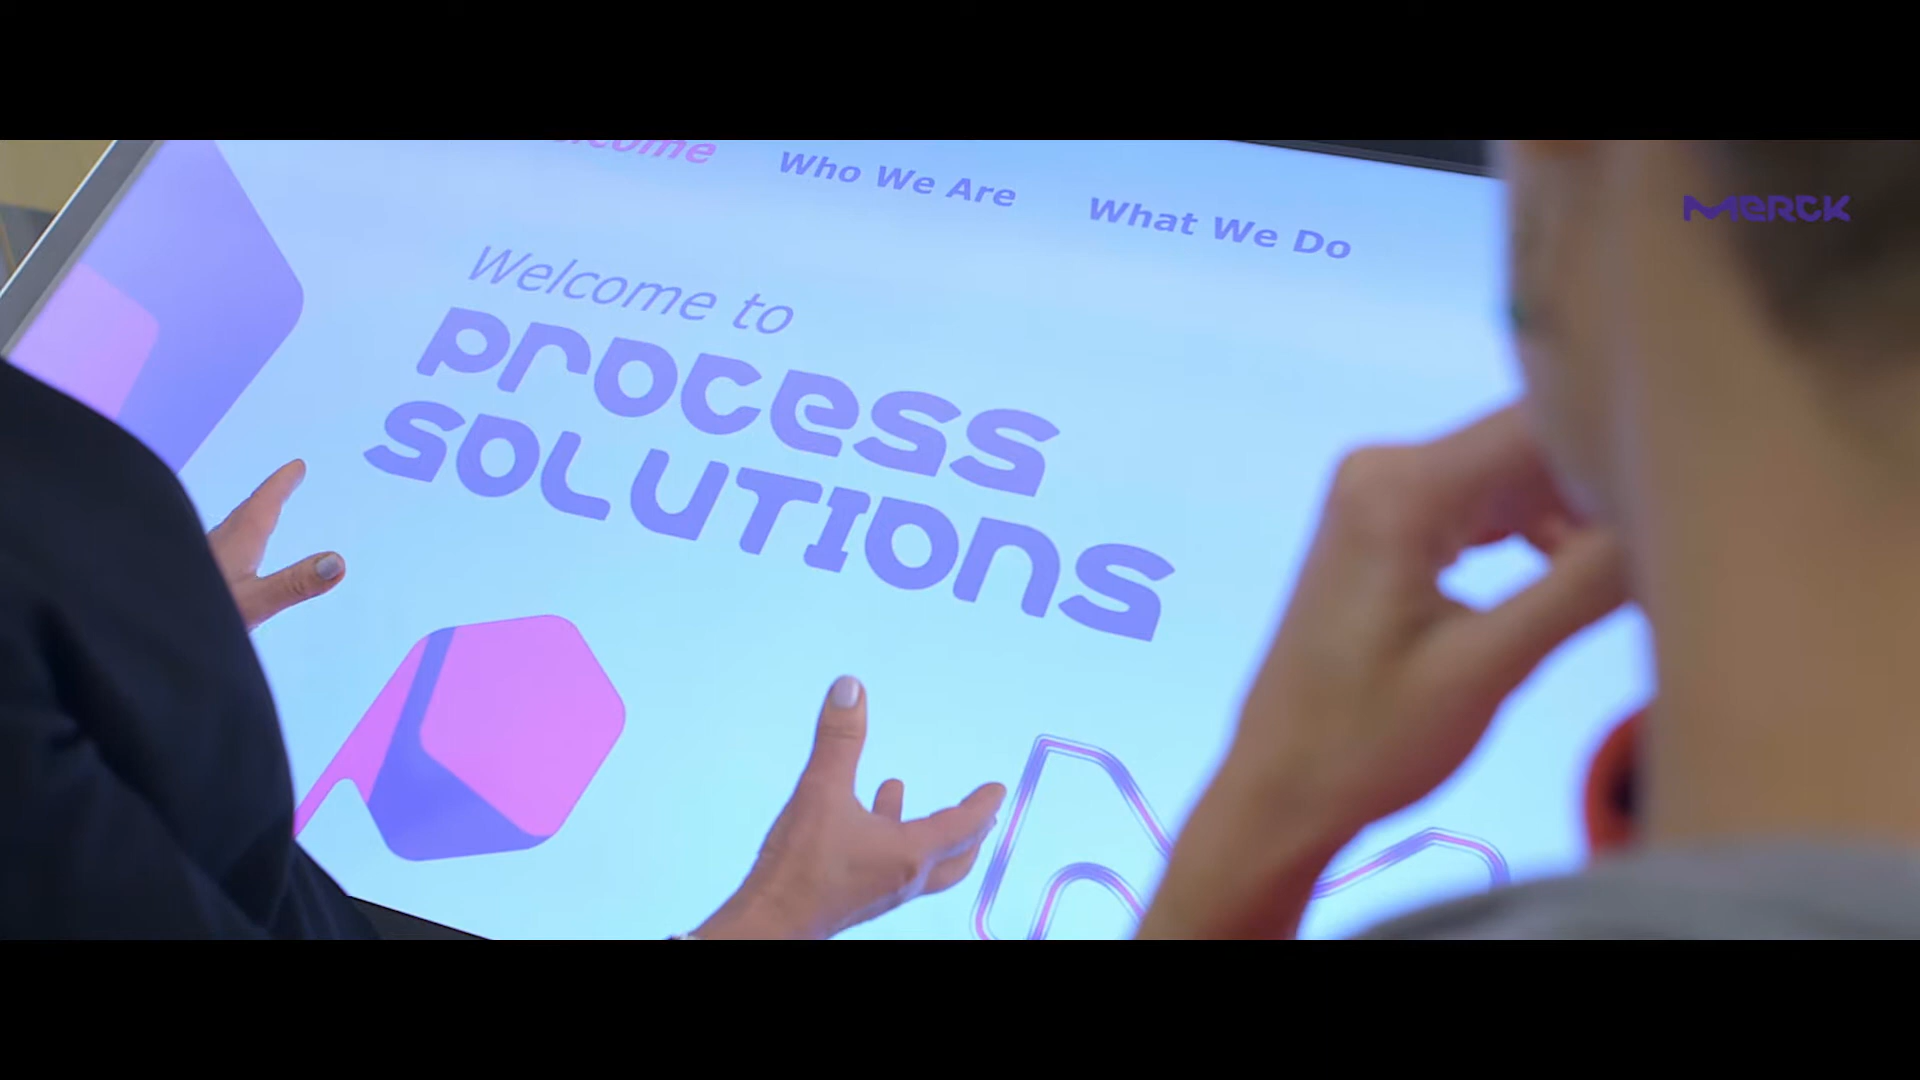 Who We Are
What We Do
MERCK
Welcome to
PROCESS
SOLUTIONS